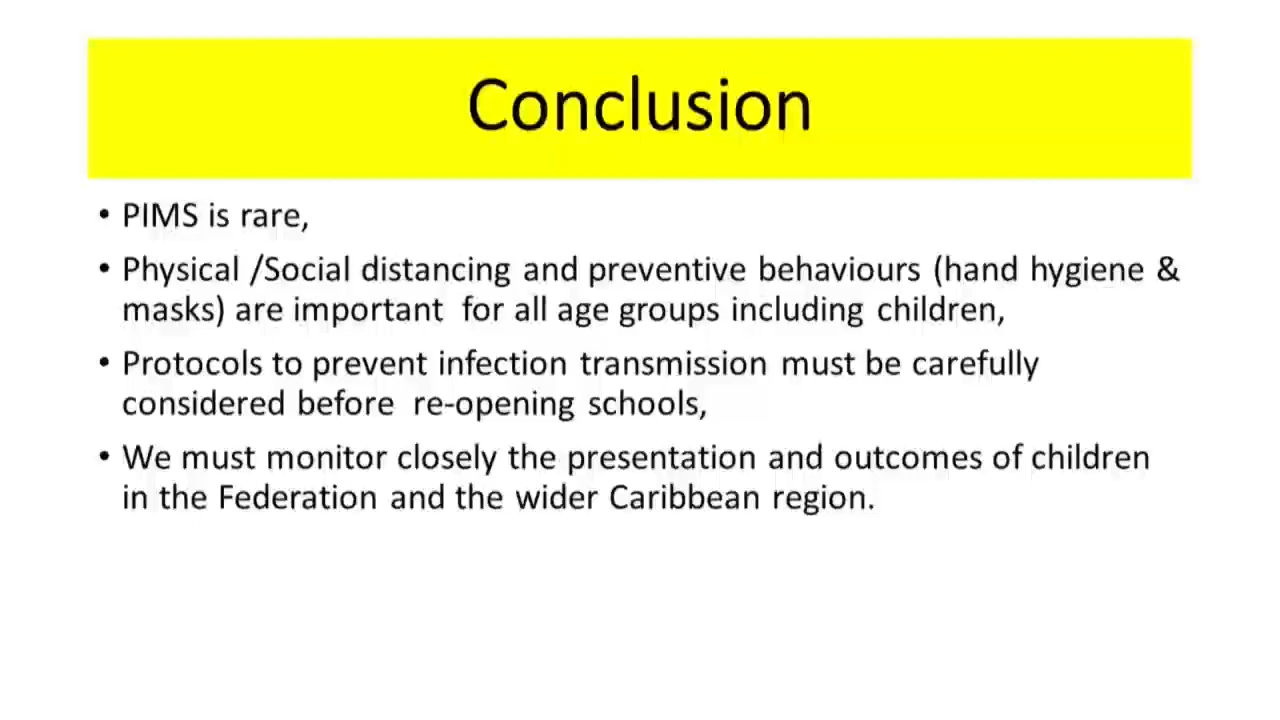 Conclusion
• PIMS is rare,
• Physical /Social distancing and preventive behaviours (hand hygiene &
masks) are important for all age groups including children,
• Protocols to prevent infection transmission must be carefully
considered before re-opening schools,
• We must monitor closely the presentation and outcomes of children
in the Federation and the wider Caribbean region.